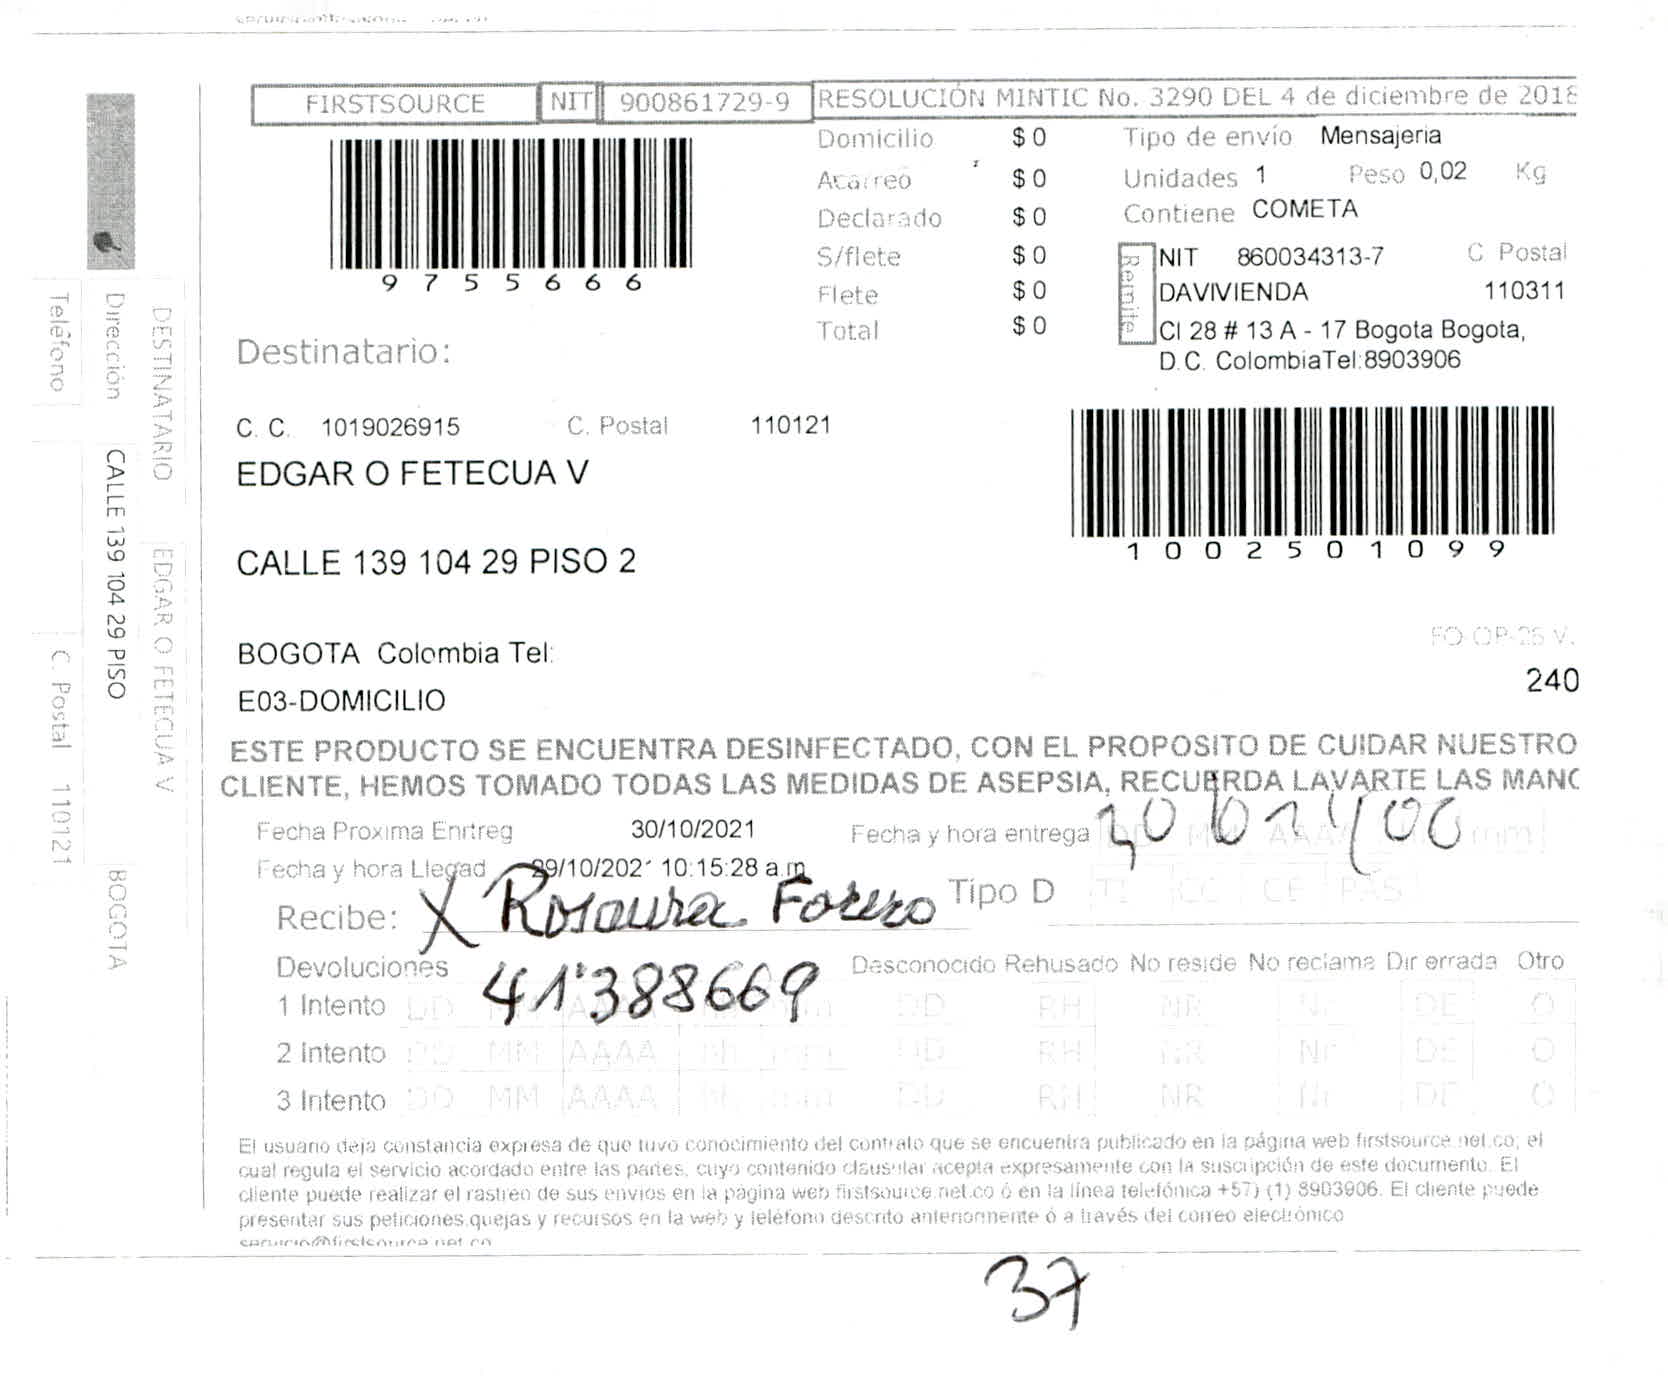 FIRSTSOURCE NIT 900861729-9 RESOLUCIÓN MINTIC No. 3290 DEL 4 de diciembre de 2018
Domicilio $ 0 Tipo de envío Mensajeria
Acarreo $ 0 Unidades 1 Peso 0,02 Kg
Declarado $ 0 Contiene COMETA
S/flete $ 0
Flete $ 0
Total $ 0
9755666
Remite
NIT 860034313-7 C Postal
DAVIVIENDA 110311
Cl 28 # 13 A - 17 Bogota Bogota,
D.C. ColombiaTel:8903906
Destinatario:
C. C. 1019026915 C. Postal 110121
EDGAR O FETECUA V
1002501099
CALLE 139 104 29 PISO 2
BOGOTA Colombia Tel:
FO-OP-25 V.
240
E03-DOMICILIO
ESTE PRODUCTO SE ENCUENTRA DESINFECTADO, CON EL PROPOSITO DE CUIDAR NUESTRO
CLIENTE, HEMOS TOMADO TODAS LAS MEDIDAS DE ASEPSIA, RECUERDA LAVARTE LAS MANO
Fecha Proxima Enrtreg 30/10/2021 Fecha y hora entrega
Fecha y hora Llegad 29/10/2021 10:15:28 a.m
Tipo D TI CC CE PAS
Recibe: X Rosaura Forero
41'388669
Devoluciones Desconocido Rehusado No reside No reclama Dir errada Otro
1 Intento DD MM AAAA hh mm DD RH NR Nr DE O
2 Intento DD MM AAAA hh mm DD RH NR Nr DE O
3 Intento DD MM AAAA hh mm DD RH NR Nr DE O
El usuario deja constancia expresa de que tuvo conocimiento del contrato que se encuentra publicado en la página web firstsource.net.co; el
cual regula el servicio acordado entre las partes, cuyo contenido clausular acepta expresamente con la suscripción de este documento. El
cliente puede realizar el rastreo de sus envios en la página web firstsource.net.co ó en la línea telefónica +57) (1) 8903906. El cliente puede
presentar sus peticiones,quejas y recursos en la web y teléfono descrito anteriormente ó a través del correo electrónico
servicio@firstsource.net.co
37
DESTINATARIO EDGAR O FETECUA V
Dirección CALLE 139 104 29 PISO BOGOTA
Teléfono C. Postal 110121